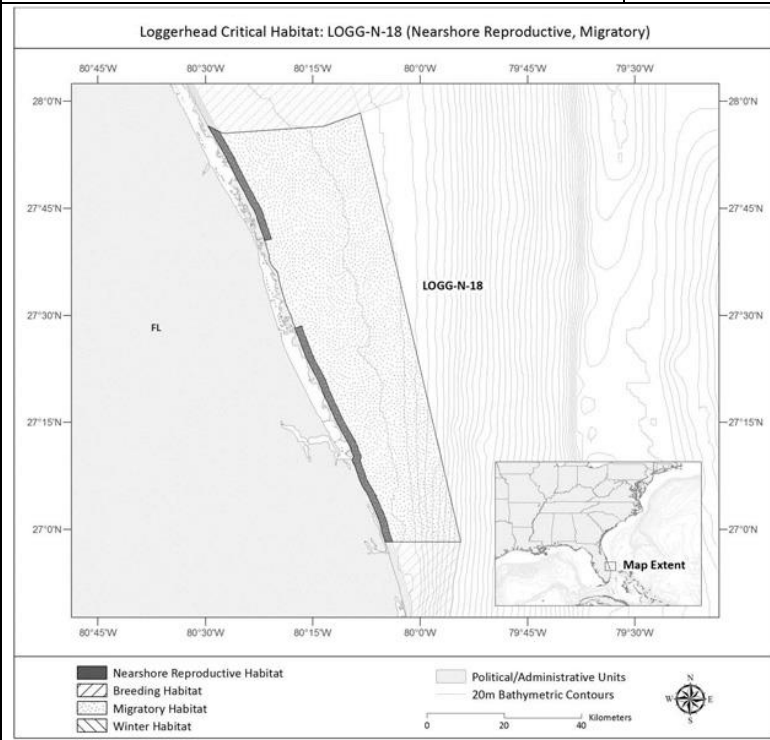 Loggerhead Critical Habitat: LOGG-N-18 (Nearshore Reproductive, Migratory)
80°45'W 80°30'W 80°15'W 80°0'W 79°45'W 79°30'W
28°0'N 28°0'N
27°45'N 27°45'N
LOGG-N-18
27°30'N 27°30'N
FL
27°15'N 27°15'N
27°0'N 27°0'N
Map Extent
80°45'W 80°30'W 80°15'W 80°0'W 79°45'W 79°30'W
Nearshore Reproductive Habitat
Breeding Habitat
Migratory Habitat
Winter Habitat
Political/Administrative Units
20m Bathymetric Contours
0 20 40 Kilometers
N
W E
S